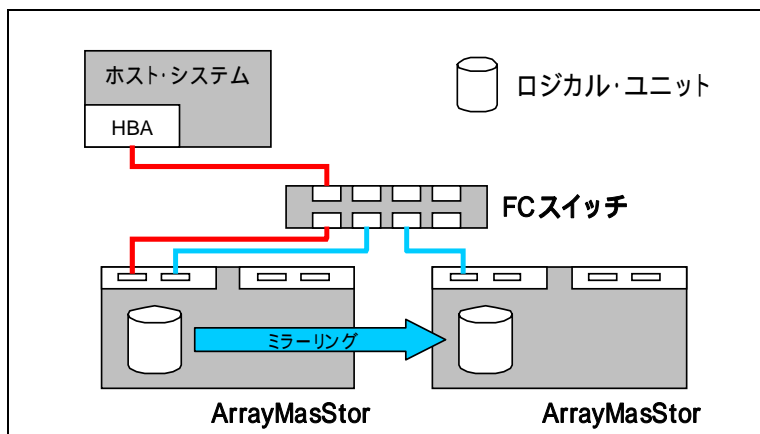 ホスト・システム
HBA
ロジカル・ユニット
FCスイッチ
ミラーリング
ArrayMasStor
ArrayMasStor